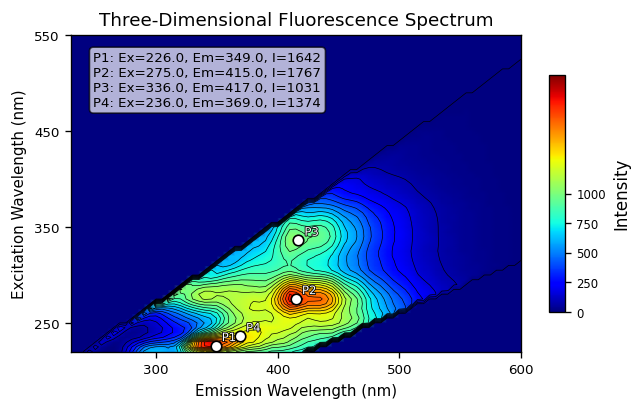 Three-Dimensional Fluorescence Spectrum
P1: Ex=226.0, Em=349.0, I=1642
P2: Ex=275.0, Em=415.0, I=1767
P3: Ex=336.0, Em=417.0, I=1031
P4: Ex=236.0, Em=369.0, I=1374
550
450
350
250
Excitation Wavelength (nm)
P3
P2
P4
P1
300
400
500
600
Emission Wavelength (nm)
1000
750
500
250
0
Intensity